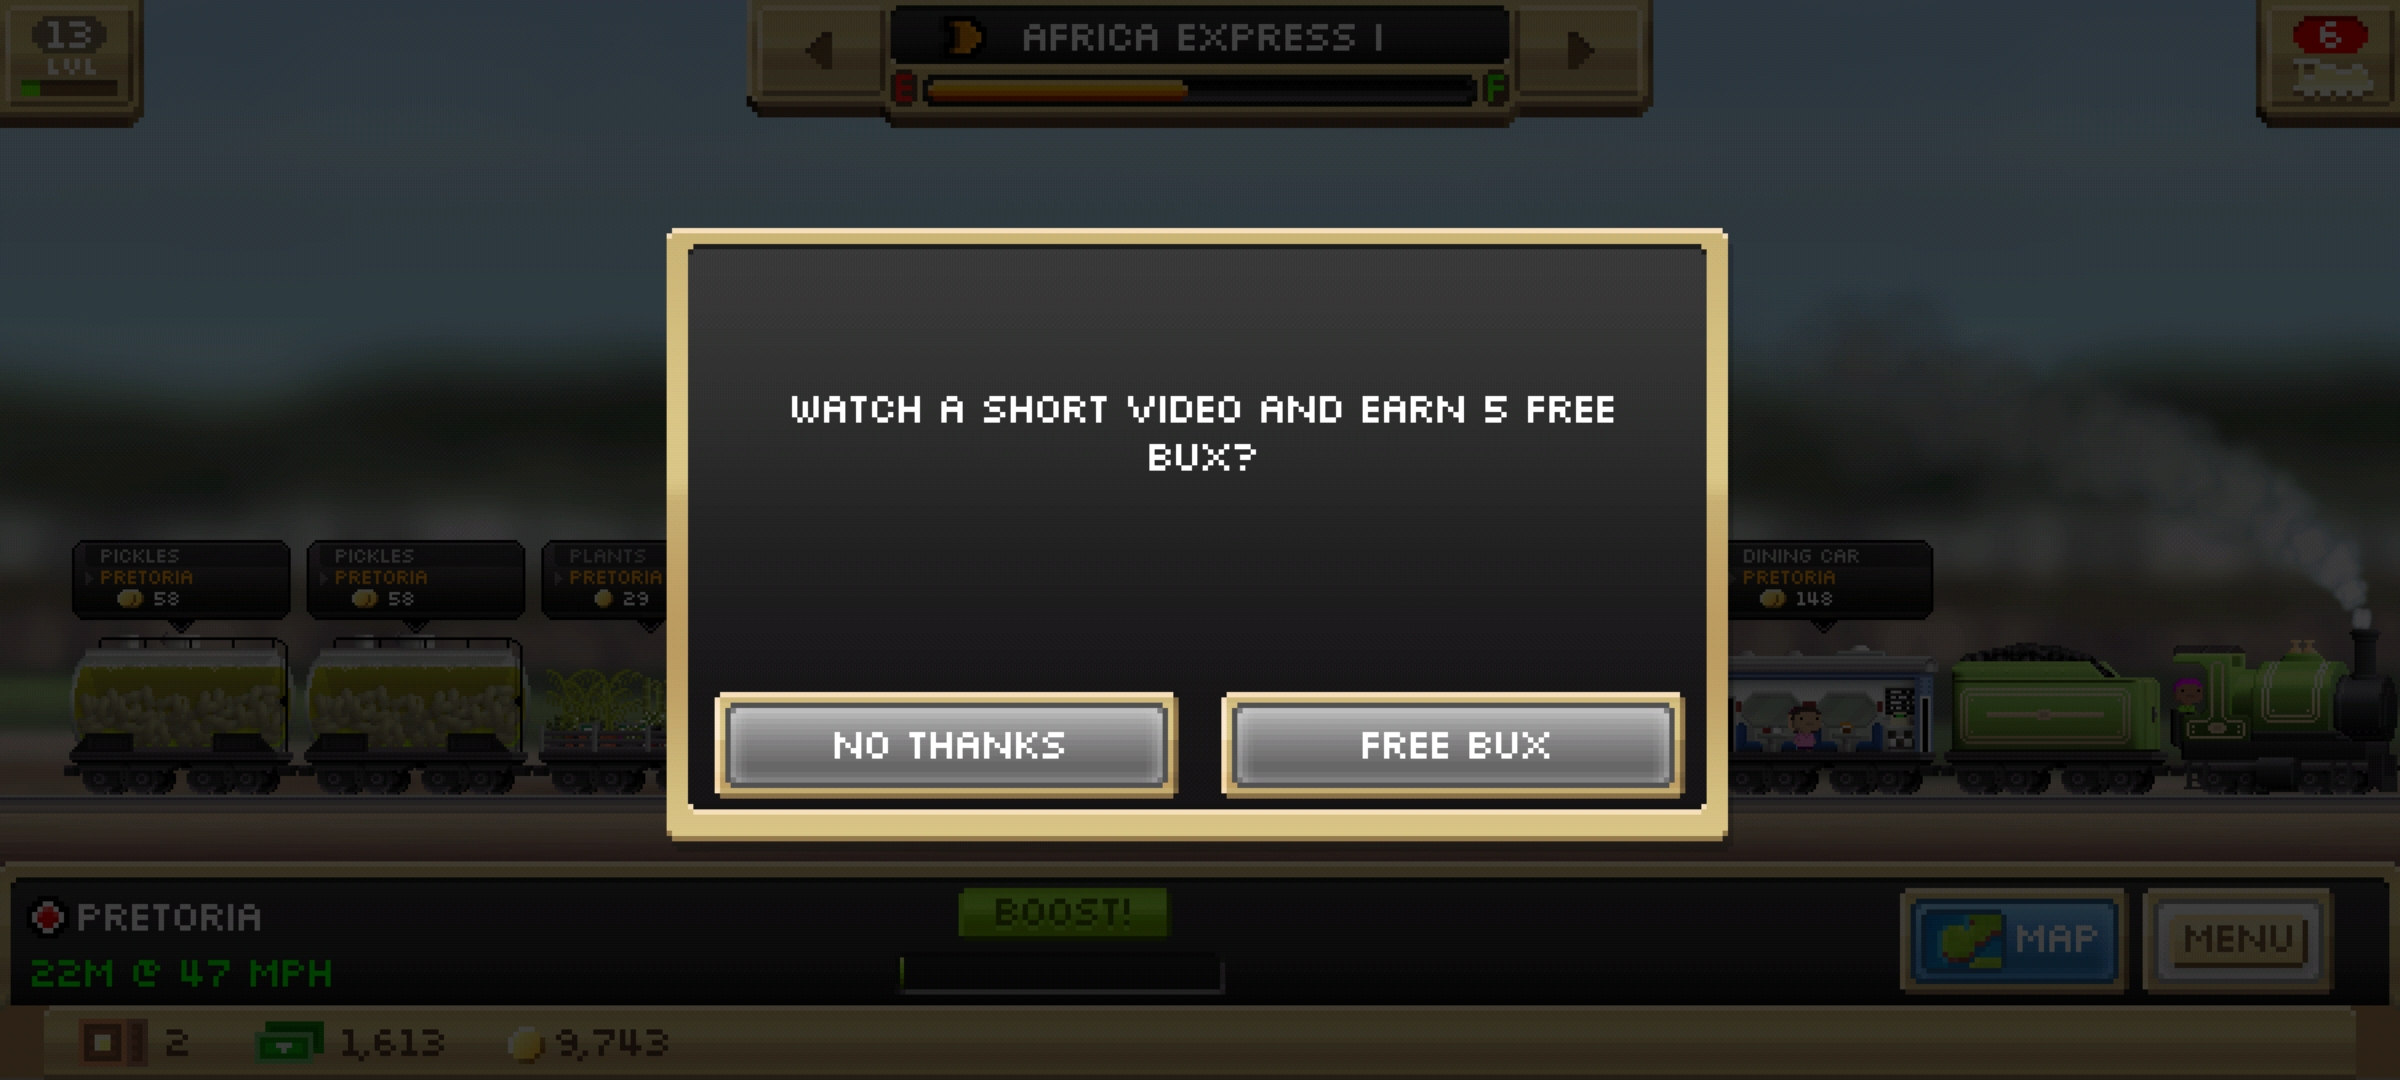 13
LVL
AFRICA EXPRESS I
E
F
6
WATCH A SHORT VIDEO AND EARN 5 FREE
BUX?
PICKLES
PRETORIA
58
PICKLES
PRETORIA
58
PLANTS
PRETORIA
29
DINING CAR
PRETORIA
148
NO THANKS
FREE BUX
PRETORIA
22M @ 47 MPH
BOOST!
MAP
MENU
2
1,613
9,743